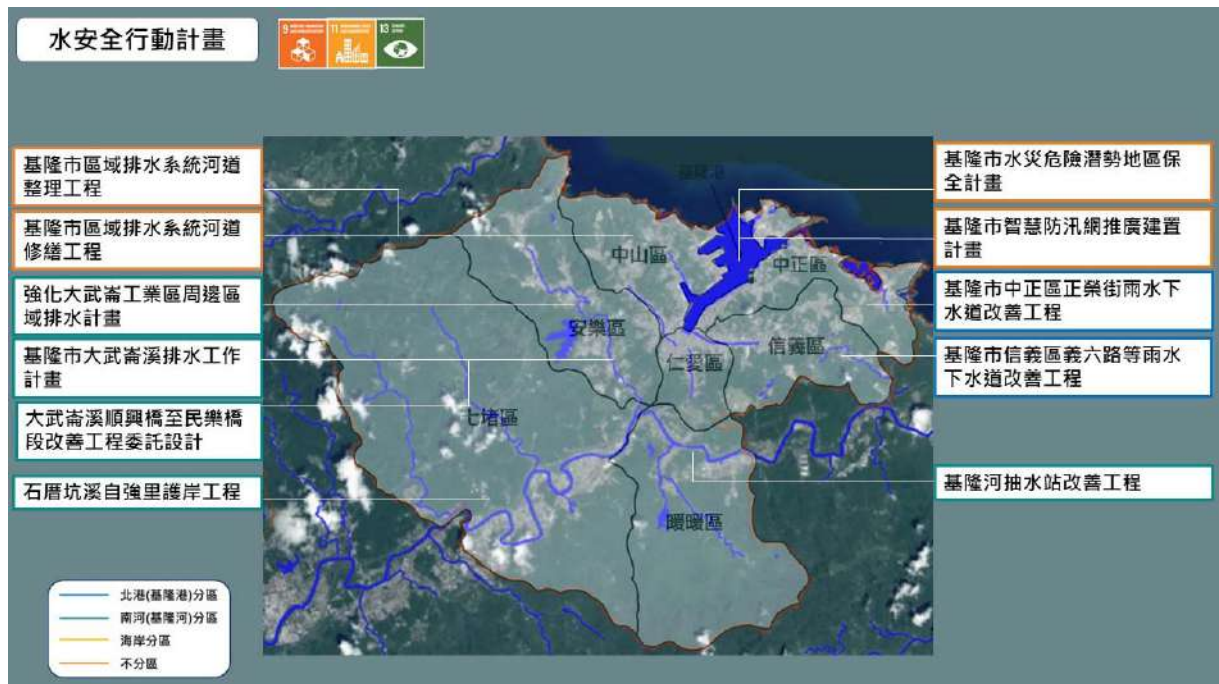 水安全行動計畫
9
11
13
基隆市區域排水系統河道
整理工程
基隆市區域排水系統河道
修繕工程
強化大武崙工業區周邊區
域排水計畫
基隆市大武崙溪排水工作
計畫
大武崙溪順興橋至民樂橋
段改善工程委託設計
石厝坑溪自強里護岸工程
基隆港
中山區
中正區
安樂區
仁愛區
信義區
七堵區
暖暖區
基隆市水災危險潛勢地區保
全計畫
基隆市智慧防汛網推廣建置
計畫
基隆市中正區正榮街雨水下
水道改善工程
基隆市信義區義六路等雨水
下水道改善工程
基隆河抽水站改善工程
北港(基隆港)分區
南河(基隆河)分區
海岸分區
不分區